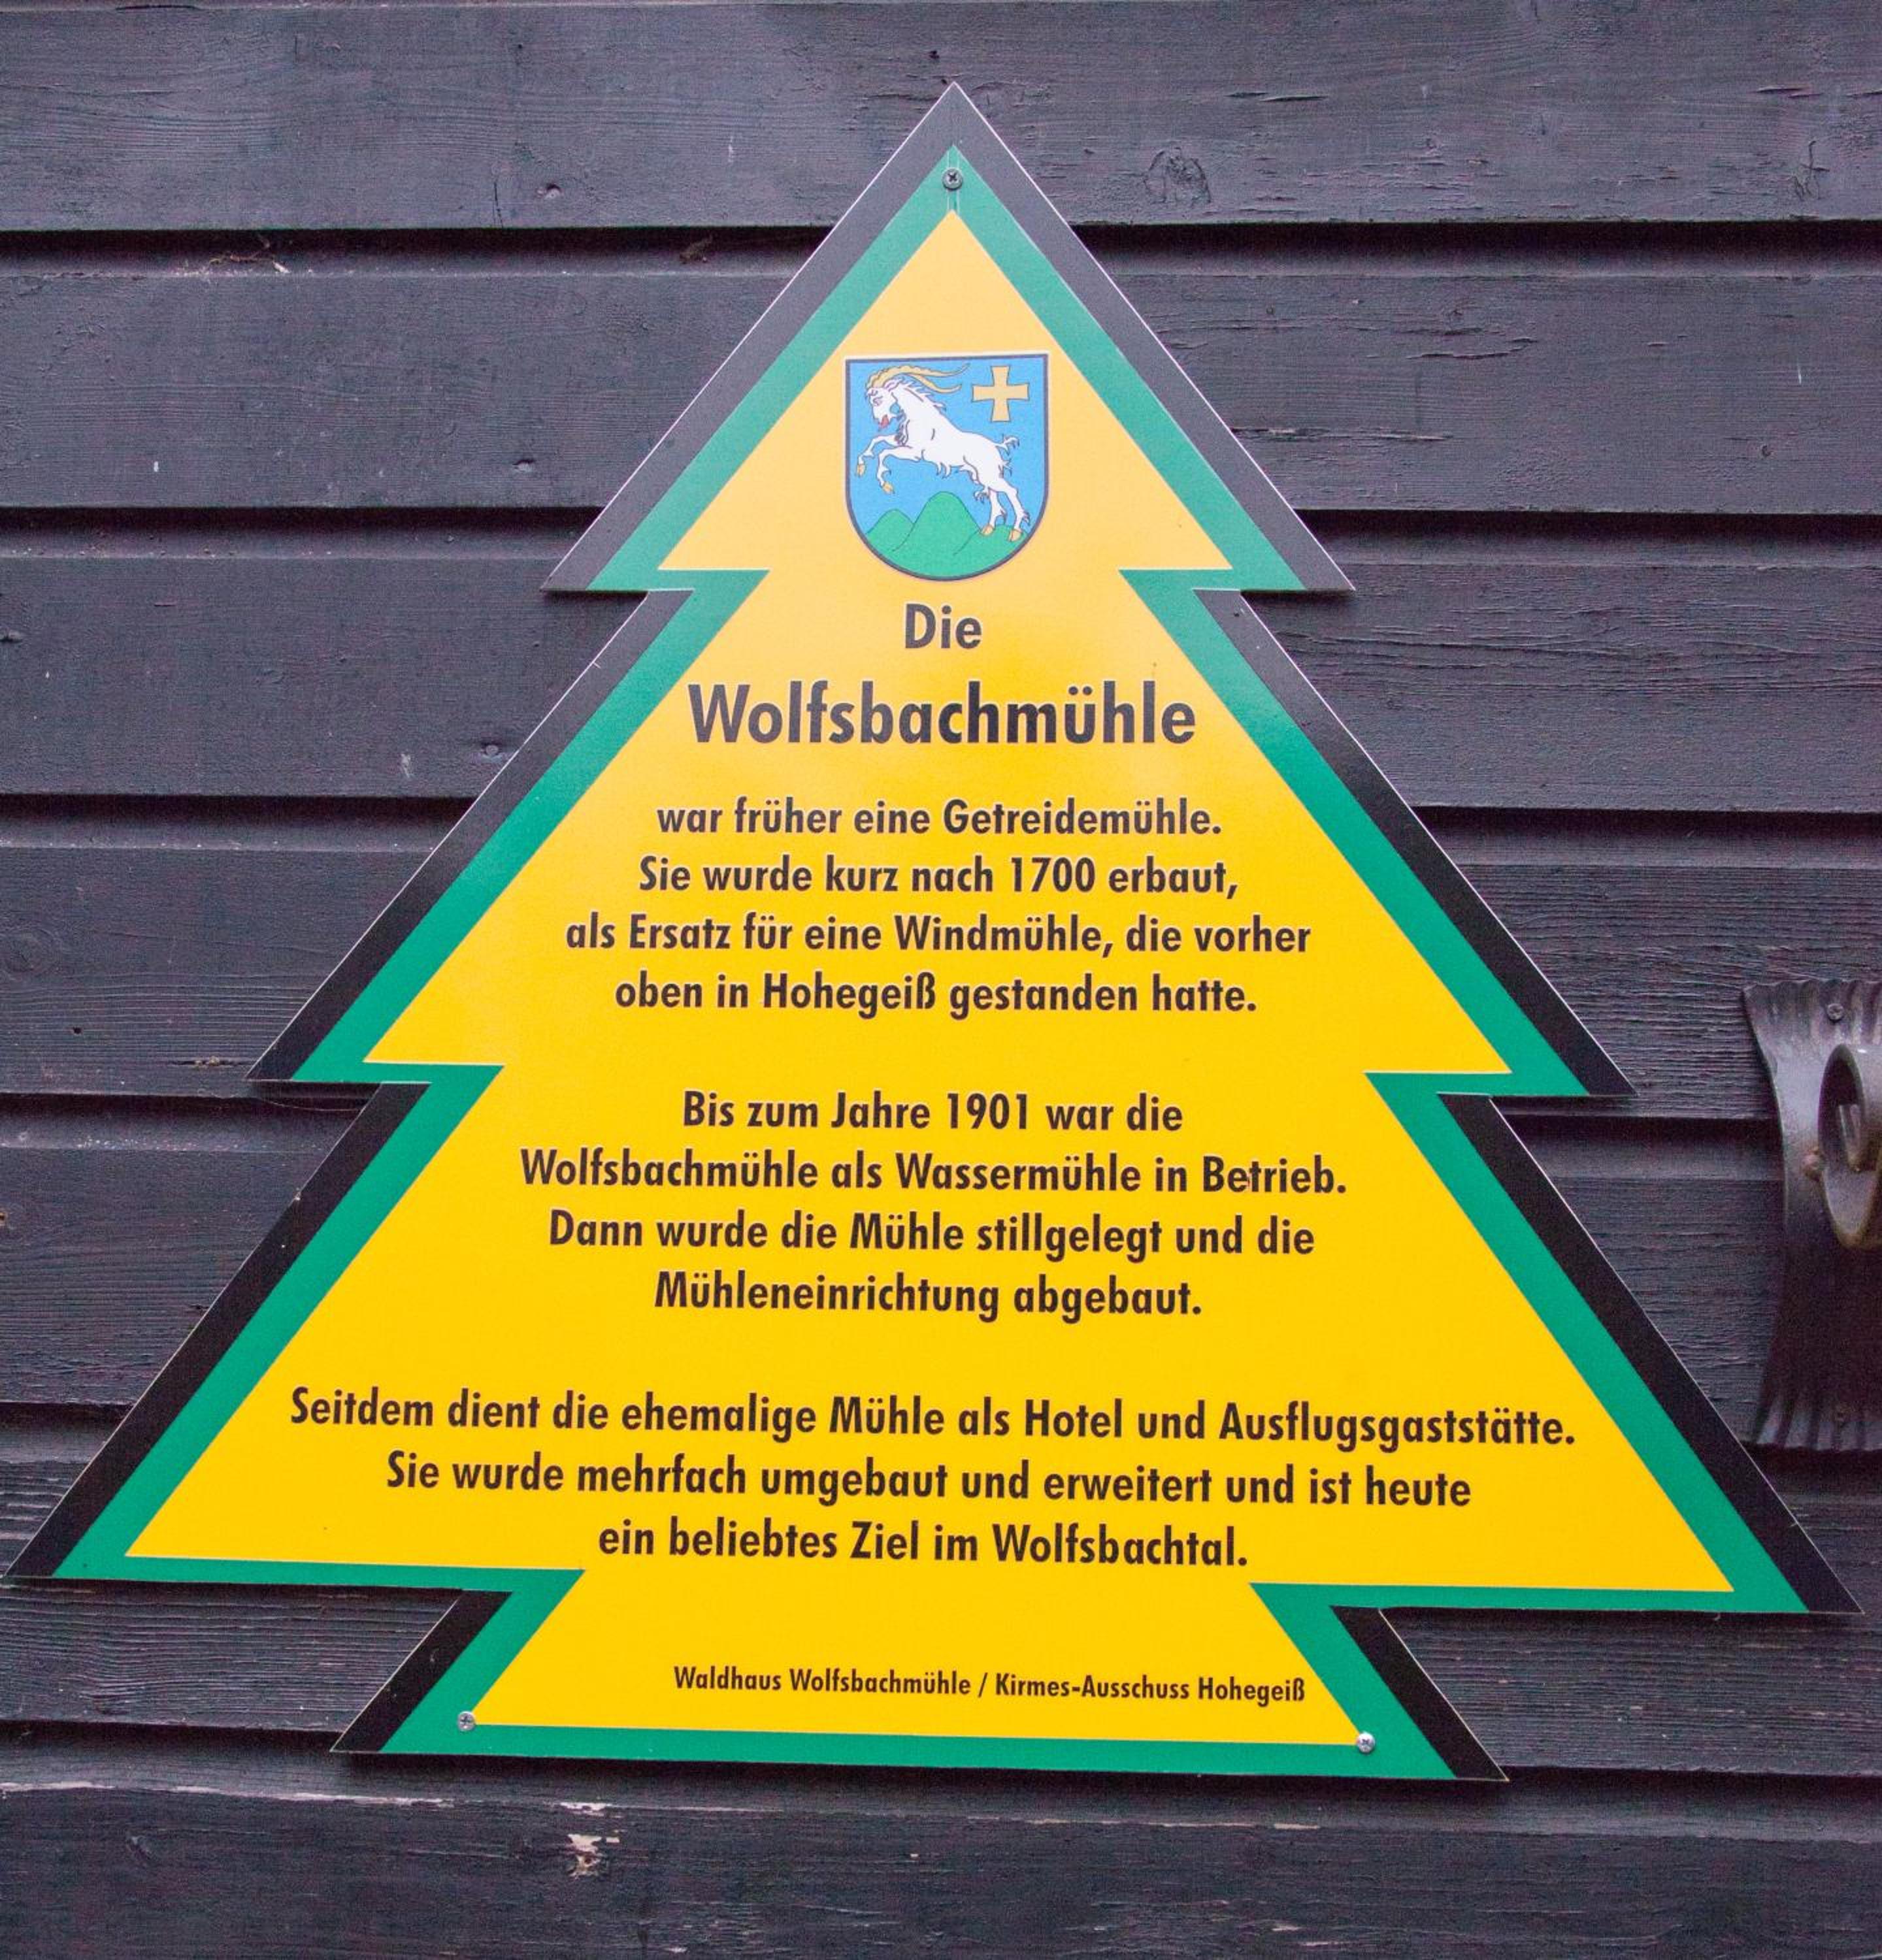 Die
Wolfsbachmühle
war früher eine Getreidemühle.
Sie wurde kurz nach 1700 erbaut,
als Ersatz für eine Windmühle, die vorher
oben in Hohegeiß gestanden hatte.
Bis zum Jahre 1901 war die
Wolfsbachmühle als Wassermühle in Betrieb.
Dann wurde die Mühle stillgelegt und die
Mühleneinrichtung abgebaut.
Seitdem dient die ehemalige Mühle als Hotel und Ausflugsgaststätte.
Sie wurde mehrfach umgebaut und erweitert und ist heute
ein beliebtes Ziel im Wolfsbachtal.
Waldhaus Wolfsbachmühle / Kirmes-Ausschuss Hohegeiß